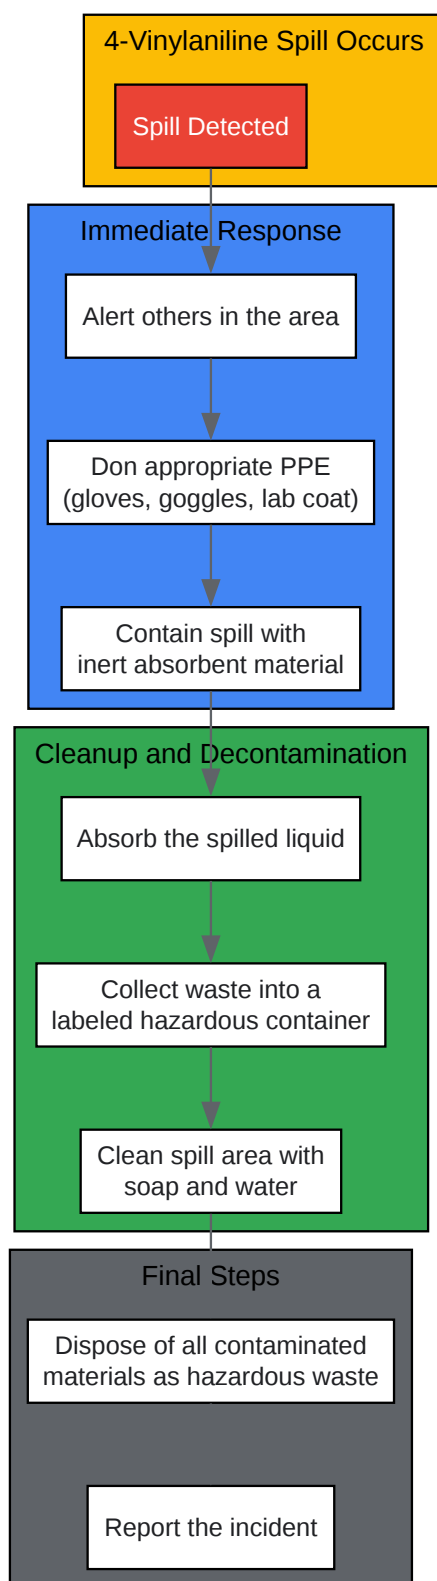 4-Vinylaniline Spill Occurs
Spill Detected
Immediate Response
Alert others in the area
Don appropriate PPE
(gloves, goggles, lab coat)
Contain spill with
inert absorbent material
Cleanup and Decontamination
Absorb the spilled liquid
Collect waste into a
labeled hazardous container
Clean spill area with
soap and water
Final Steps
Dispose of all contaminated
materials as hazardous waste
Report the incident